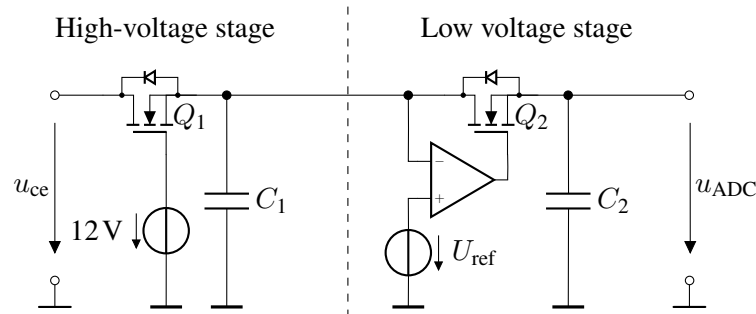 High-voltage stage
Low voltage stage
Q1
Q2
uce
12 V
C1
−
+
Uref
C2
uADC